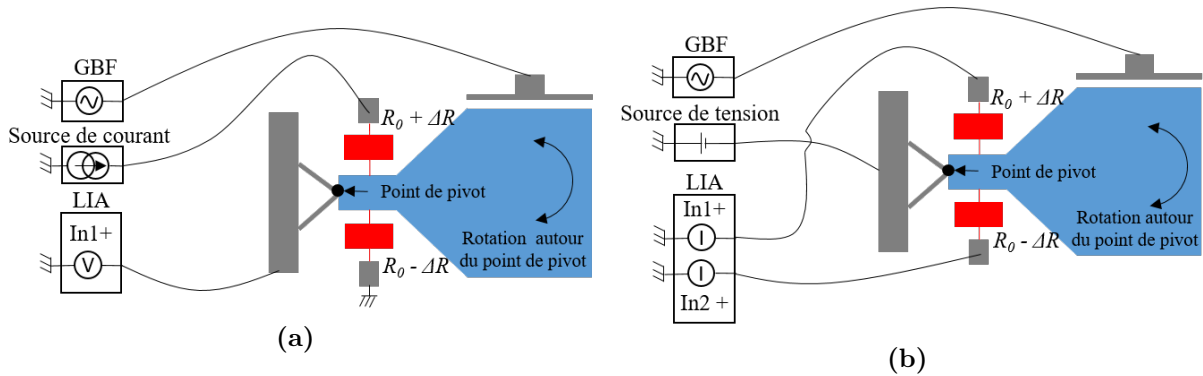 GBF
Source de courant
LIA
In1+
V
R₀ + ΔR
Point de pivot
Rotation autour
du point de pivot
R₀ - ΔR
(a)
GBF
Source de tension
LIA
In1+
I
I
In2 +
R₀ + ΔR
Point de pivot
Rotation autour
du point de pivot
R₀ - ΔR
(b)